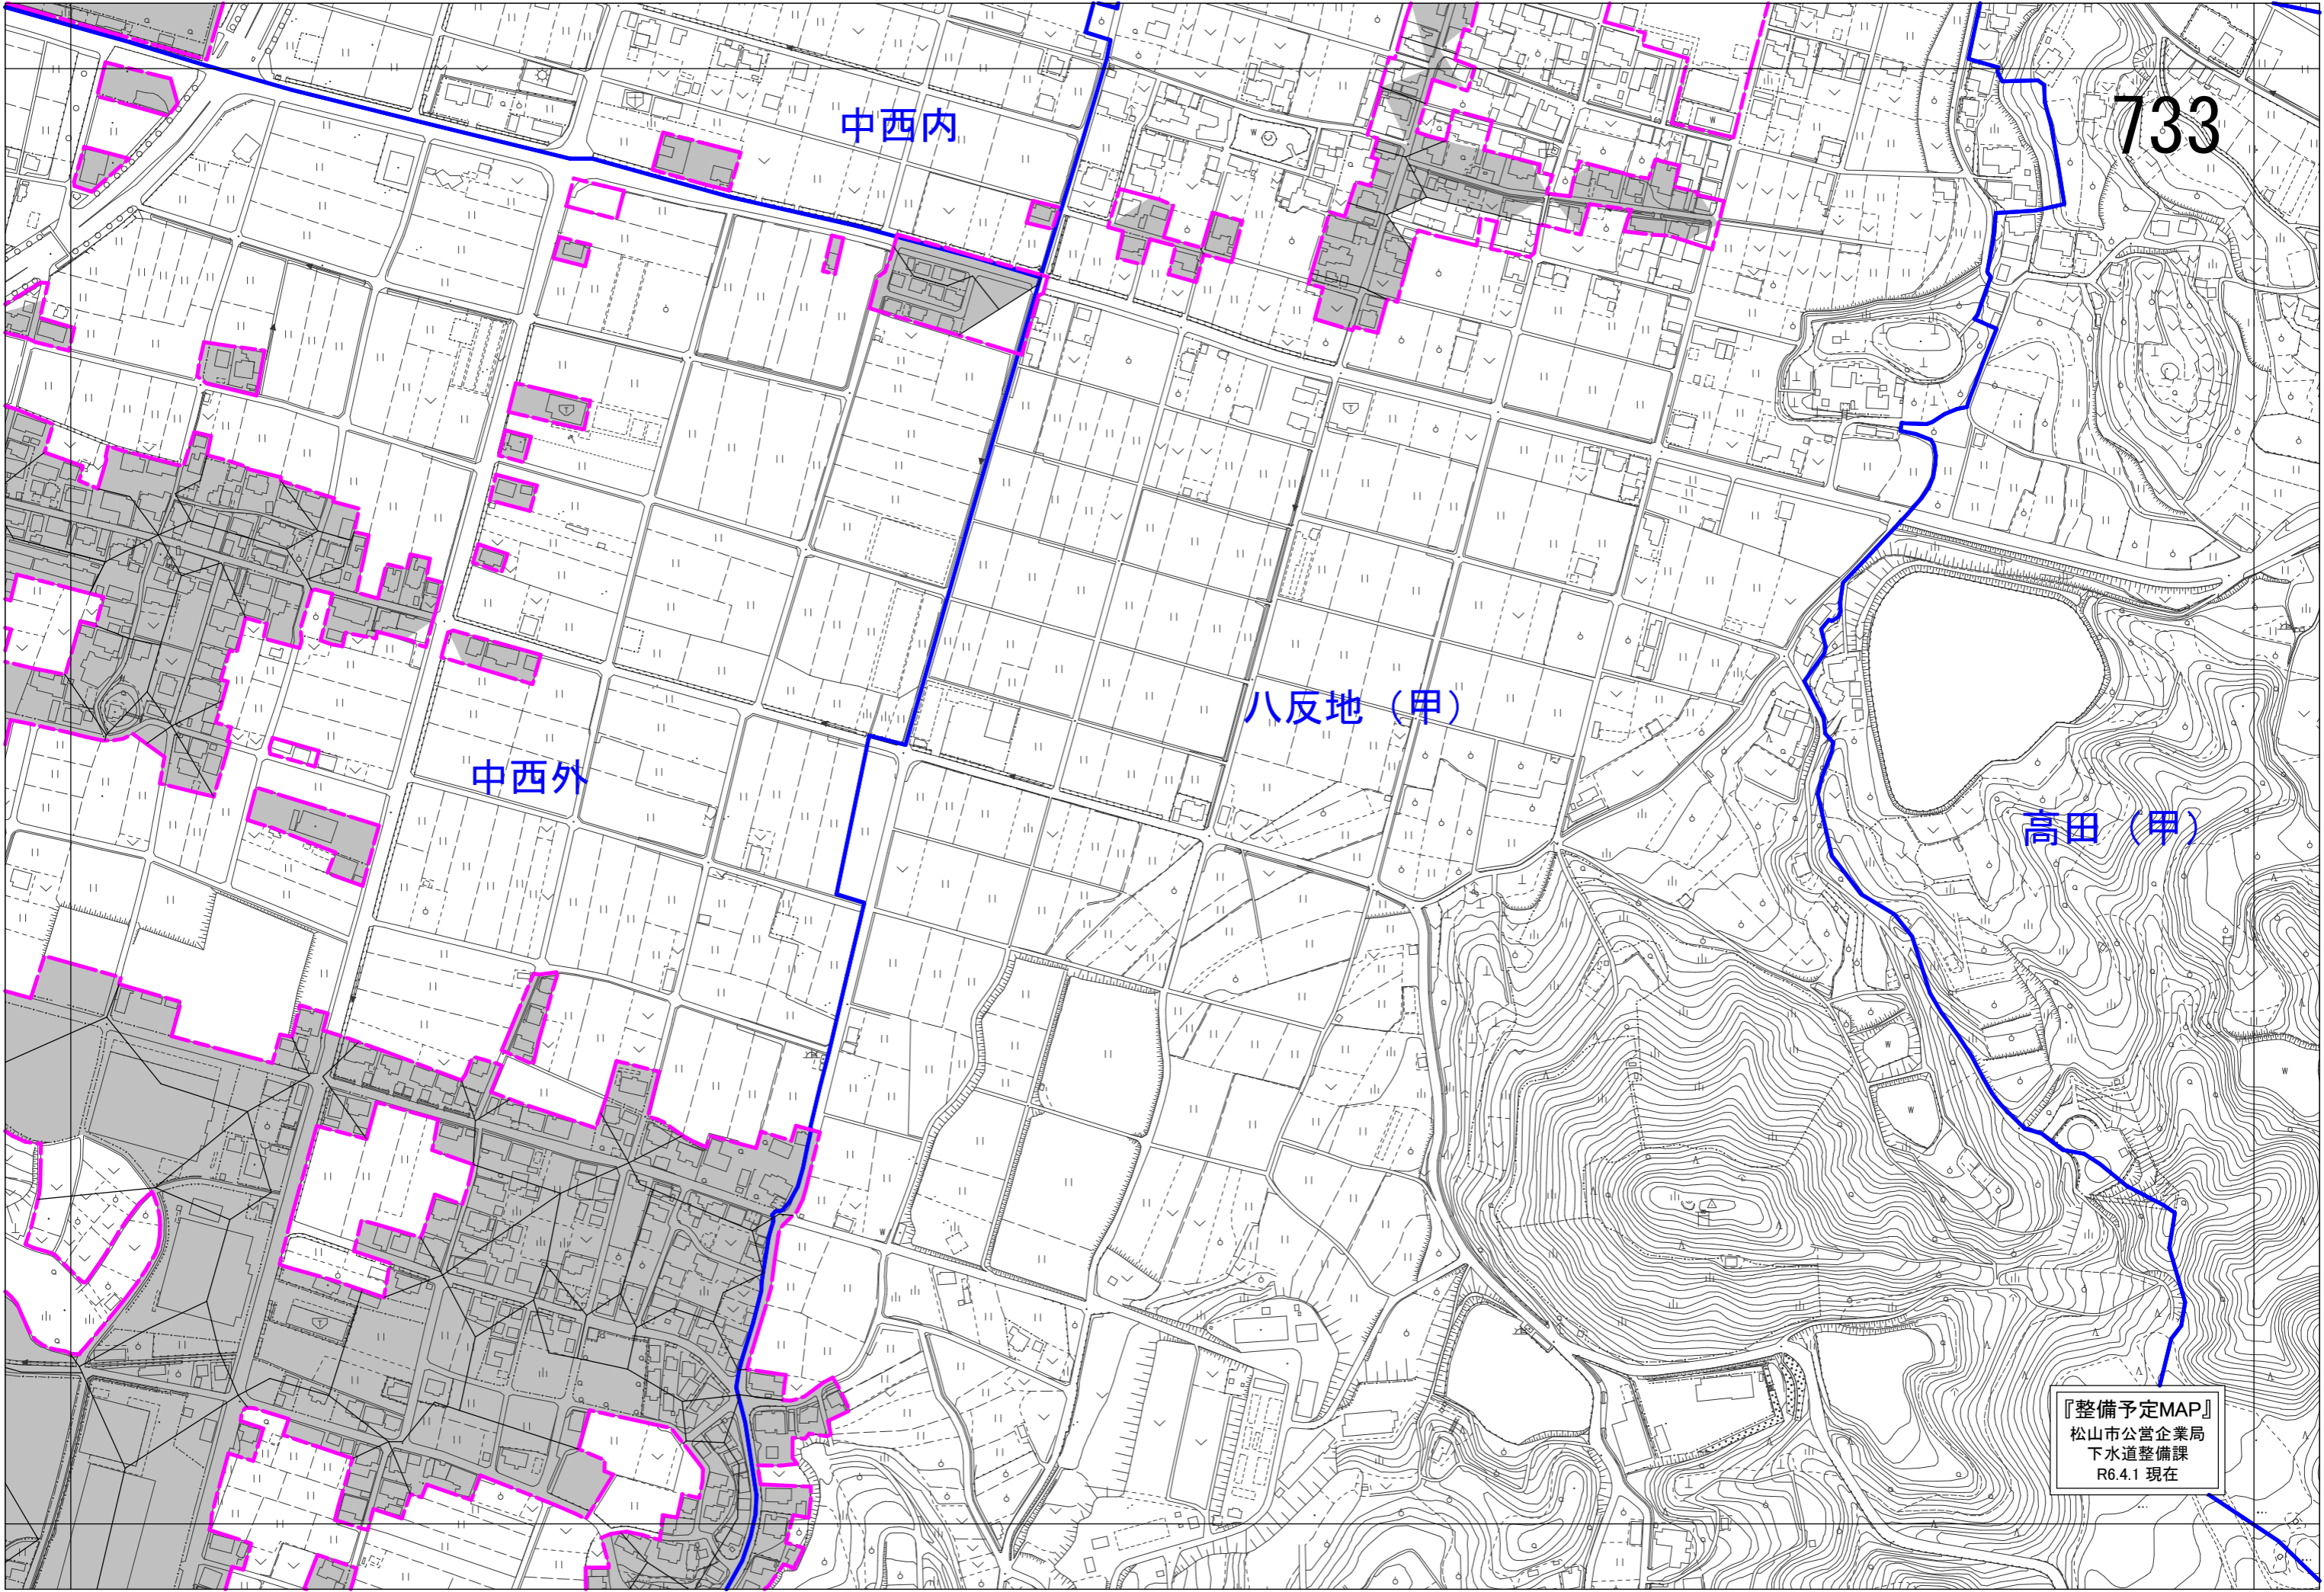 733
中西内
八反地（甲）
中西外
高田（甲）
『整備予定MAP』
松山市公営企業局
下水道整備課
R6.4.1 現在